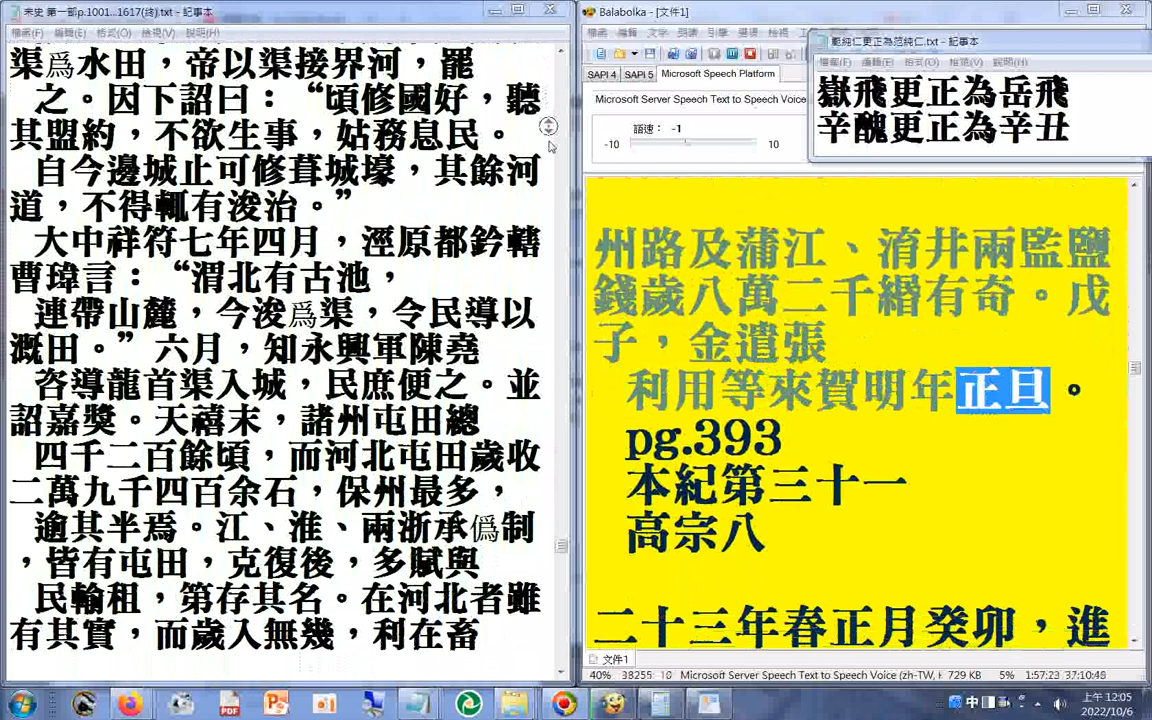 宋史 第一部p.1001...1617(终).txt - 記事本
檔案(F) 編輯(E) 格式(O) 檢視(V) 說明(H)
渠爲水田，帝以渠接界河，罷
之。因下詔曰：“頃修國好，聽
其盟約，不欲生事，姑務息民。
自今邊城止可修葺城壕，其餘河
道，不得輒有浚治。”
大中祥符七年四月，涇原都鈐轄
曹瑋言：“渭北有古池，
連帶山麓，今浚爲渠，令民導以
溉田。”六月，知永興軍陳堯
咨導龍首渠入城，民庶便之。並
詔嘉獎。天禧末，諸州屯田總
四千二百餘頃，而河北屯田歲收
二萬九千四百余石，保州最多，
逾其半焉。江、淮、兩浙承僞制
，皆有屯田，克復後，多賦與
民輸租，第存其名。在河北者雖
有其實，而歲入無幾，利在畜
Balabolka - [文件1]
檔案 編輯 文字 朗讀 引擎 選項 檢視
SAPI 4 SAPI 5 Microsoft Speech Platform
Microsoft Server Speech Text to Speech Voice
語速： -1
-10 10
範純仁更正為范純仁.txt - 記事本
檔案(F) 編輯(E) 格式(O) 檢視(V) 說明(H)
嶽飛更正為岳飛
辛醜更正為辛丑
州路及蒲江、淯井兩監鹽
錢歲八萬二千緡有奇。戊
子，金遣張
利用等來賀明年正旦。
pg.393
本紀第三十一
高宗八
二十三年春正月癸卯，進
文件1
40% 38255: 18 Microsoft Server Speech Text to Speech Voice (zh-TW, H 729 KB 5% 1:57:23 37:10:48
中
上午 12:05
2022/10/6